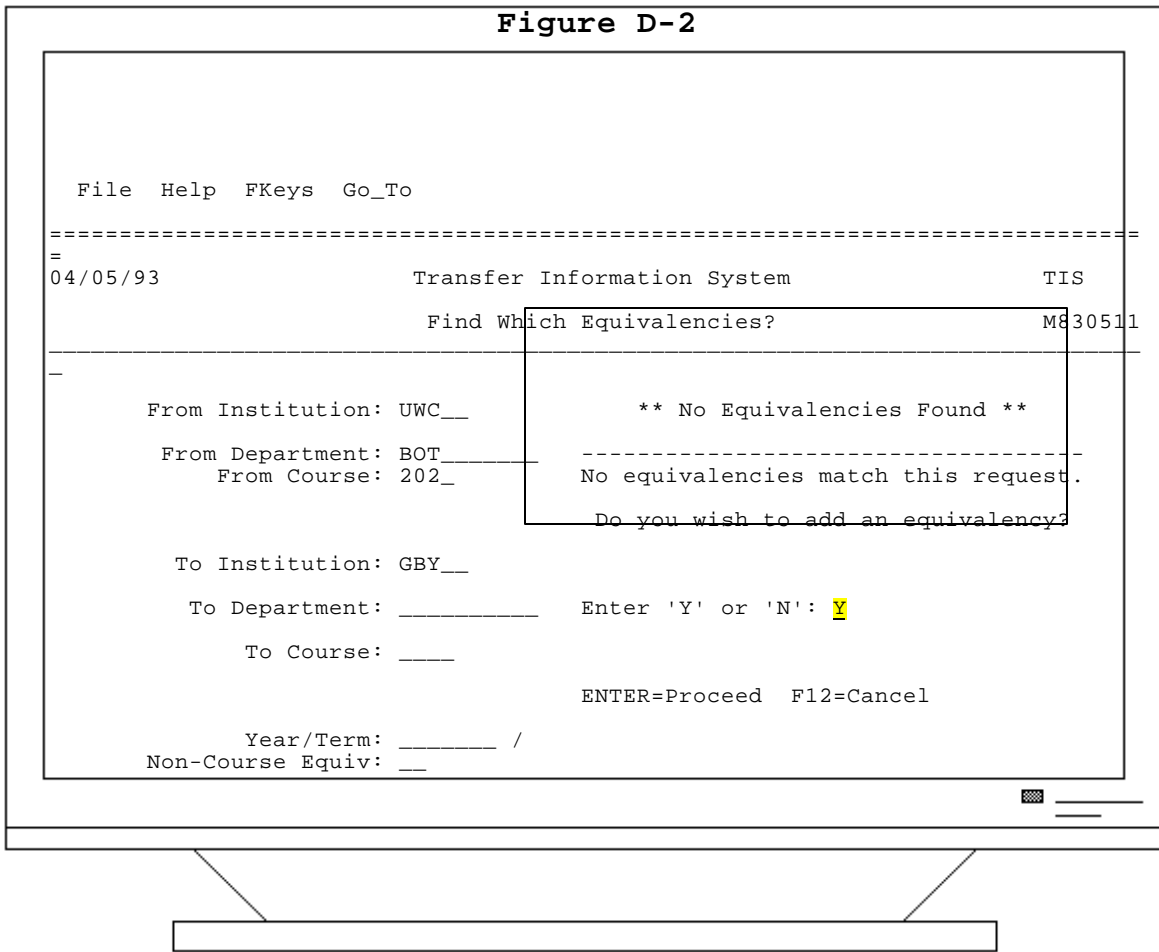 Figure D-2
File Help FKeys Go_To
==============================================================================
=
04/05/93 Transfer Information System TIS
Find Which Equivalencies? M830511
______________________________________________________________________________
_
From Institution: UWC__ ** No Equivalencies Found **
From Department: BOT_______ ------------------------------------
From Course: 202_ No equivalencies match this request.
Do you wish to add an equivalency?
To Institution: GBY__
To Department: __________ Enter 'Y' or 'N': Y
To Course: ____
ENTER=Proceed F12=Cancel
Year/Term: _______ /
Non-Course Equiv: __